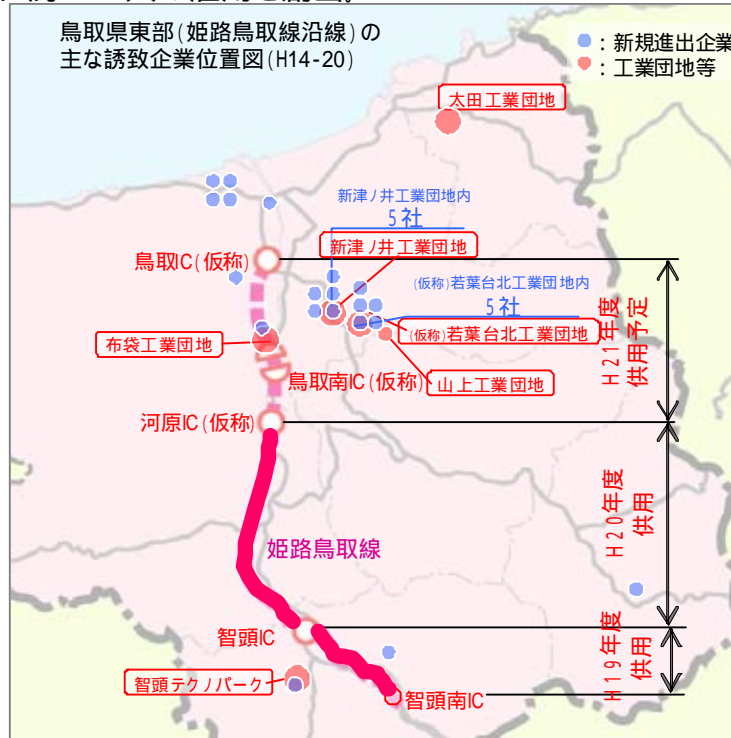 鳥取県東部(姫路鳥取線沿線)の
主な誘致企業位置図(H14-20)
：新規進出企業
：工業団地等
太田工業団地
新津ノ井工業団地内
5社
新津ノ井工業団地
鳥取IC(仮称)
(仮称)若葉台北工業団地内
5社
(仮称)若葉台北工業団地
布袋工業団地
鳥取南IC(仮称)
山上工業団地
河原IC(仮称)
H21年度
供用予定
姫路鳥取線
H20年度
供用
智頭IC
H19年度
供用
智頭テクノパーク
智頭南IC